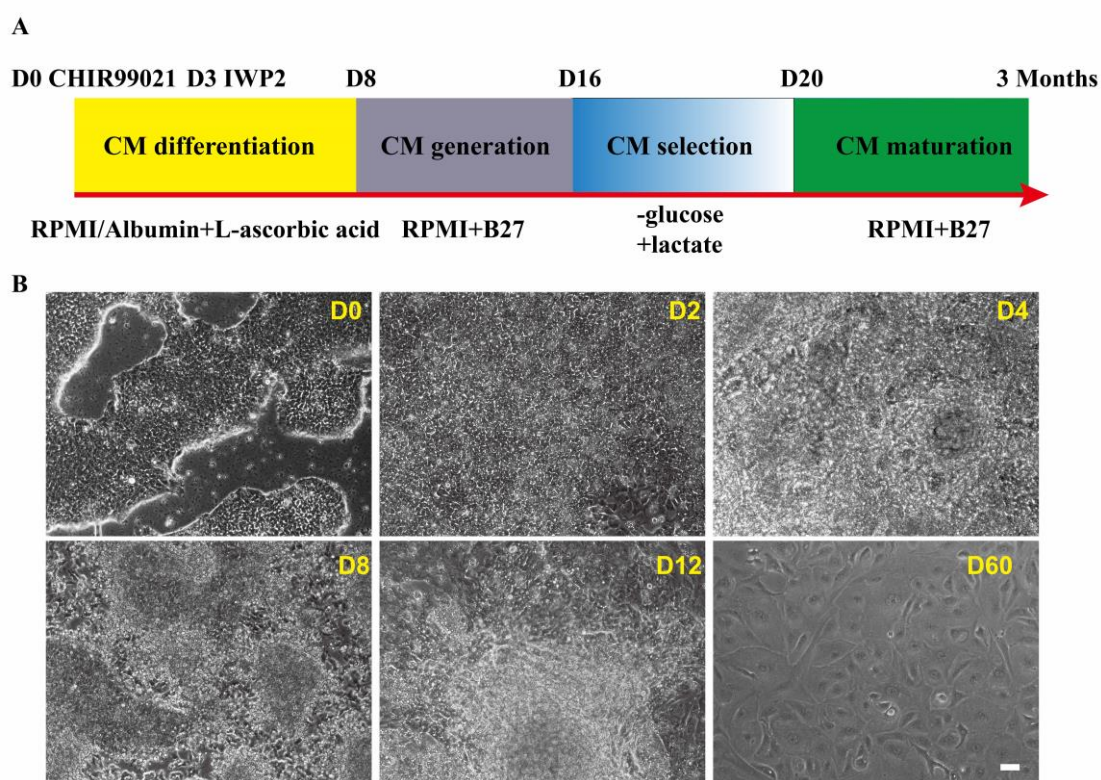 A
D0 CHIR99021 D3 IWP2 D8 D16 D20 3 Months
CM differentiation CM generation CM selection CM maturation
RPMI/Albumin+L-ascorbic acid RPMI+B27 -glucose RPMI+B27
+lactate
B
D0 D2 D4
D8 D12 D60